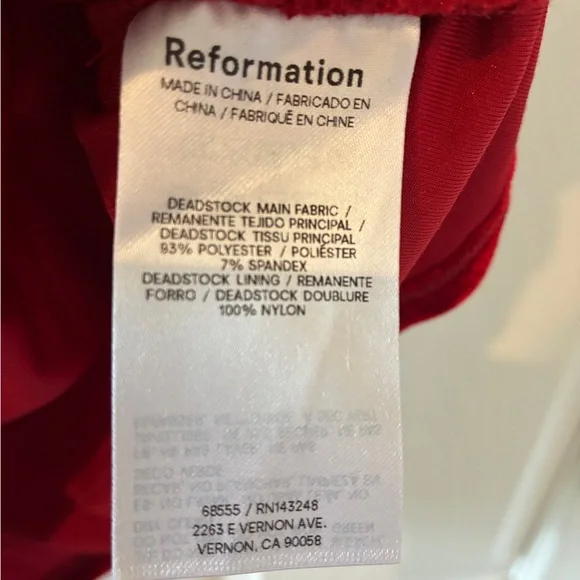 Reformation
MADE IN CHINA / FABRICADO EN
CHINA / FABRIQUÉ EN CHINE
DEADSTOCK MAIN FABRIC /
REMANENTE TEJIDO PRINCIPAL /
DEADSTOCK TISSU PRINCIPAL
93% POLYESTER / POLIÉSTER
7% SPANDEX
DEADSTOCK LINING / REMANENTE
FORRO / DEADSTOCK DOUBLURE
100% NYLON
68555 / RN143248
2263 E VERNON AVE.
VERNON, CA 90058